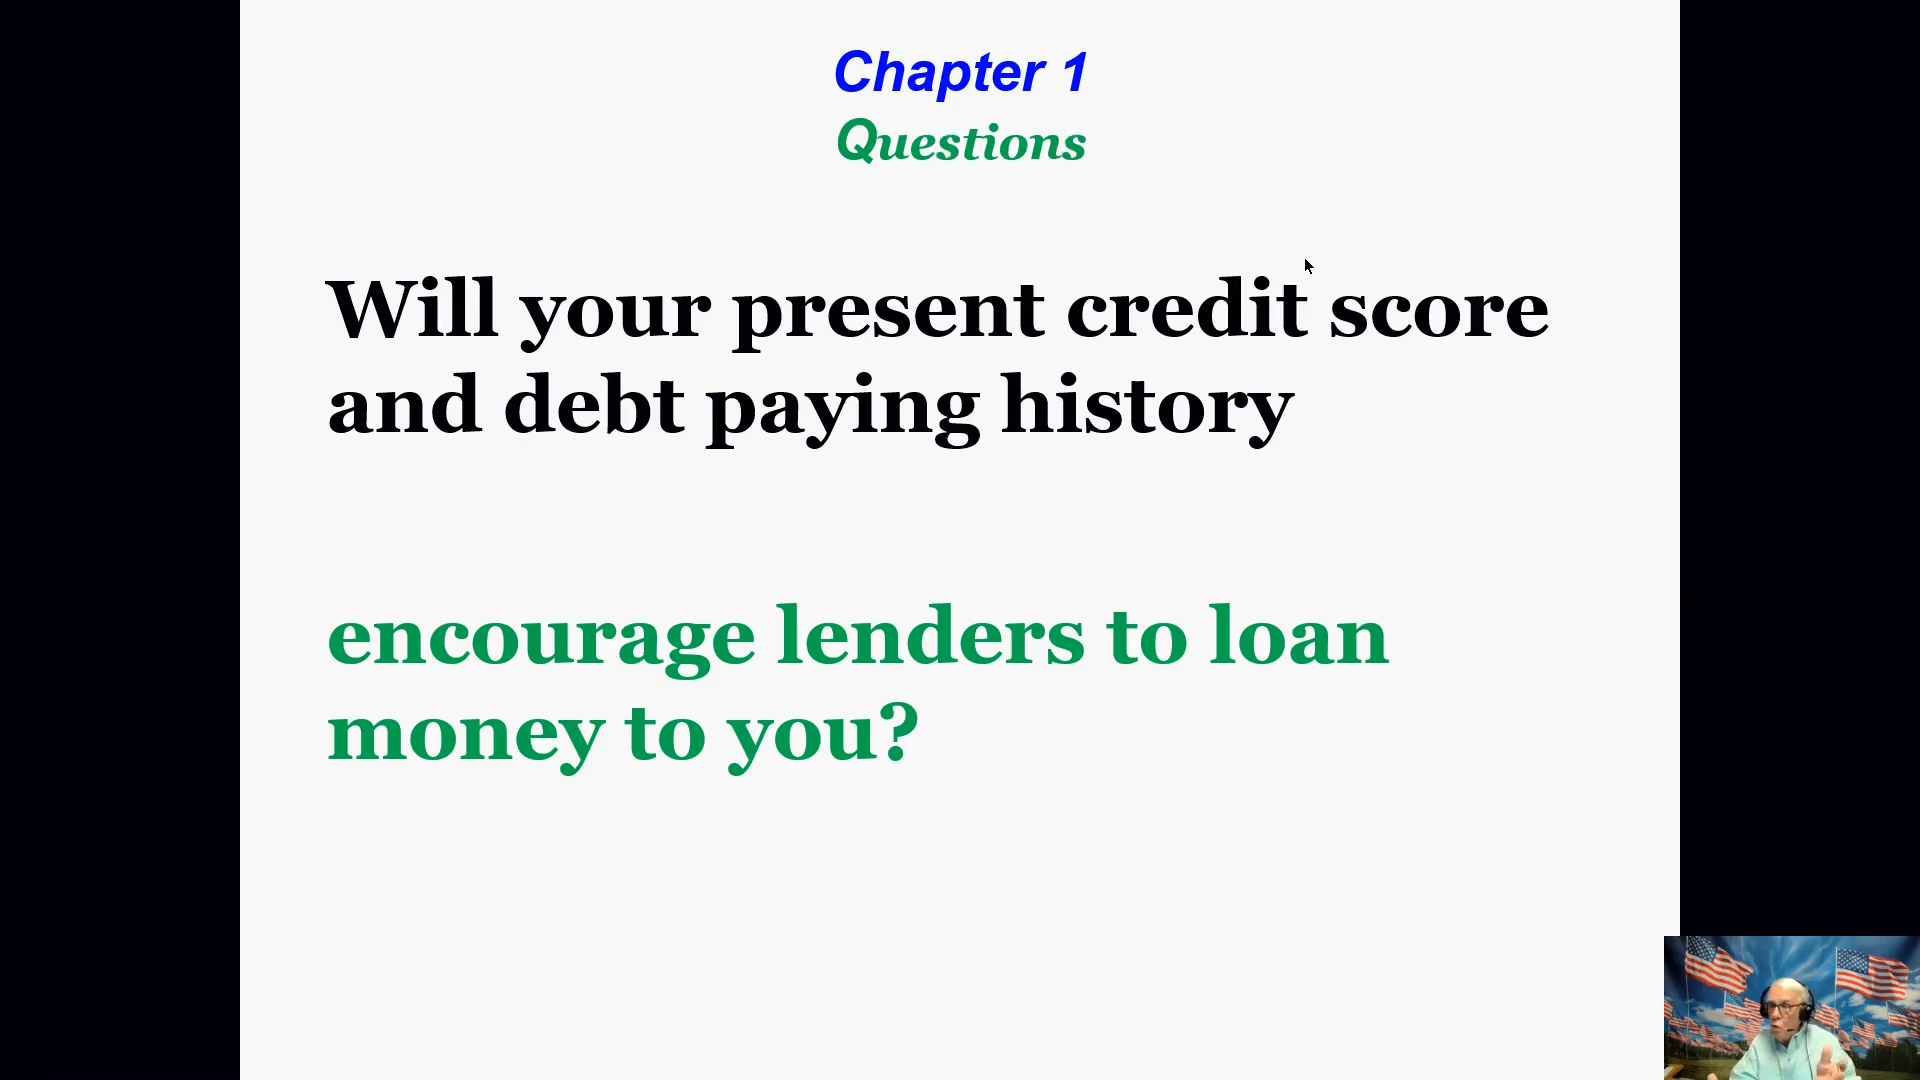 Chapter 1
Questions
Will your present credit score
and debt paying history
encourage lenders to loan
money to you?